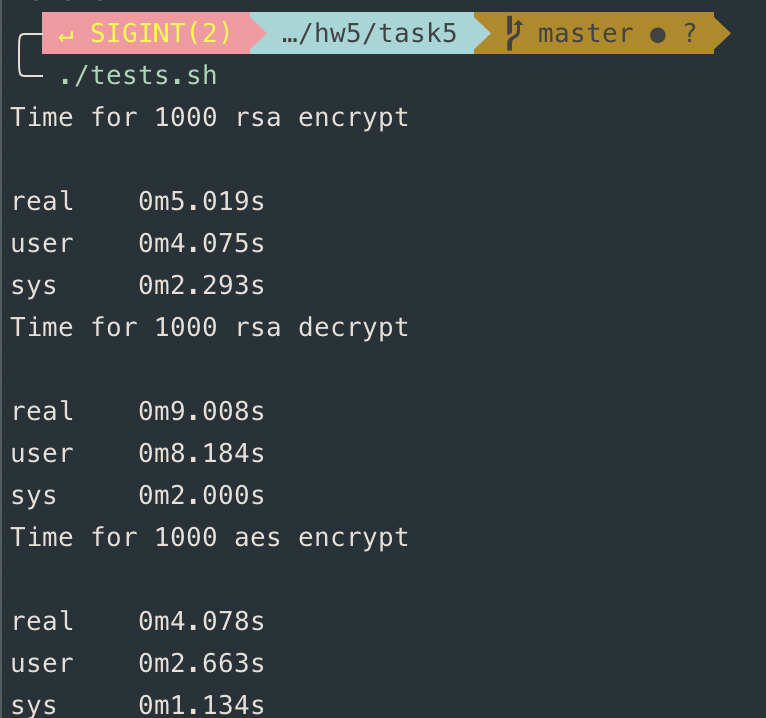 ↵ SIGINT(2) …/hw5/task5 master ● ?
./tests.sh
Time for 1000 rsa encrypt
real 0m5.019s
user 0m4.075s
sys 0m2.293s
Time for 1000 rsa decrypt
real 0m9.008s
user 0m8.184s
sys 0m2.000s
Time for 1000 aes encrypt
real 0m4.078s
user 0m2.663s
sys 0m1.134s